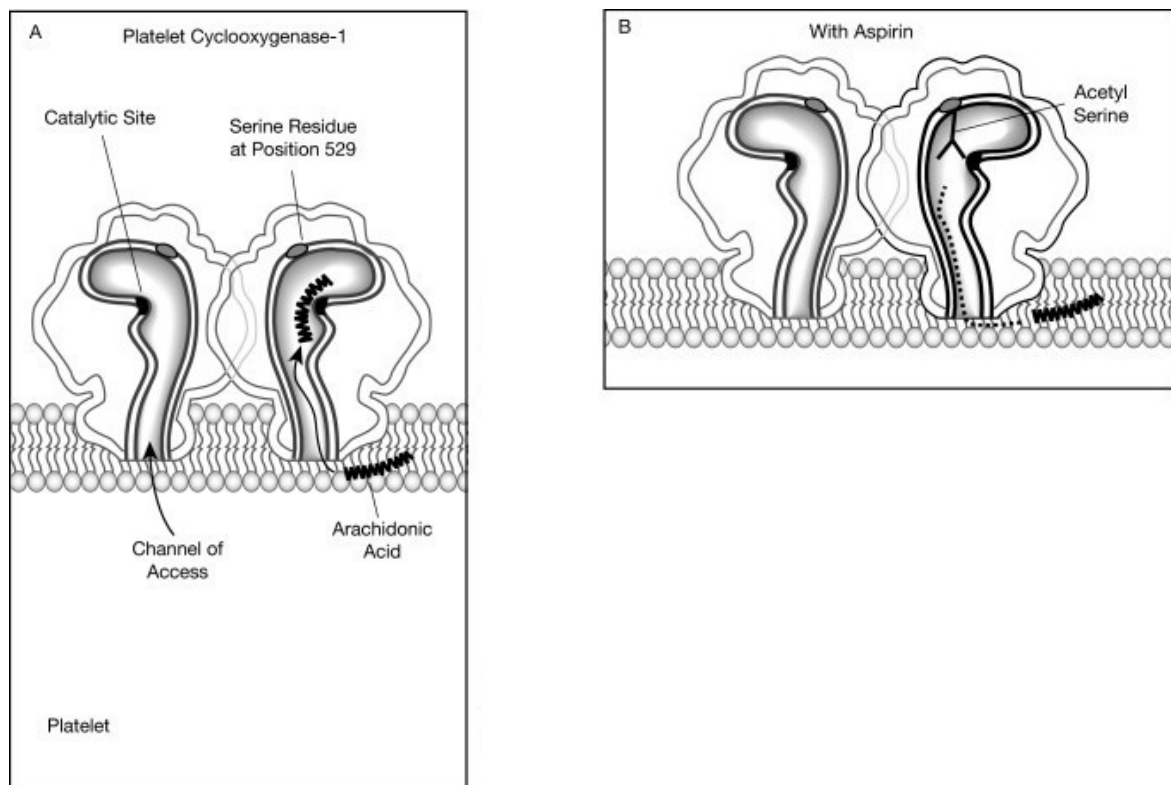 A
Platelet Cyclooxygenase-1
Catalytic Site
Serine Residue
at Position 529
Arachidonic
Acid
Channel of
Access
Platelet
B
With Aspirin
Acetyl
Serine